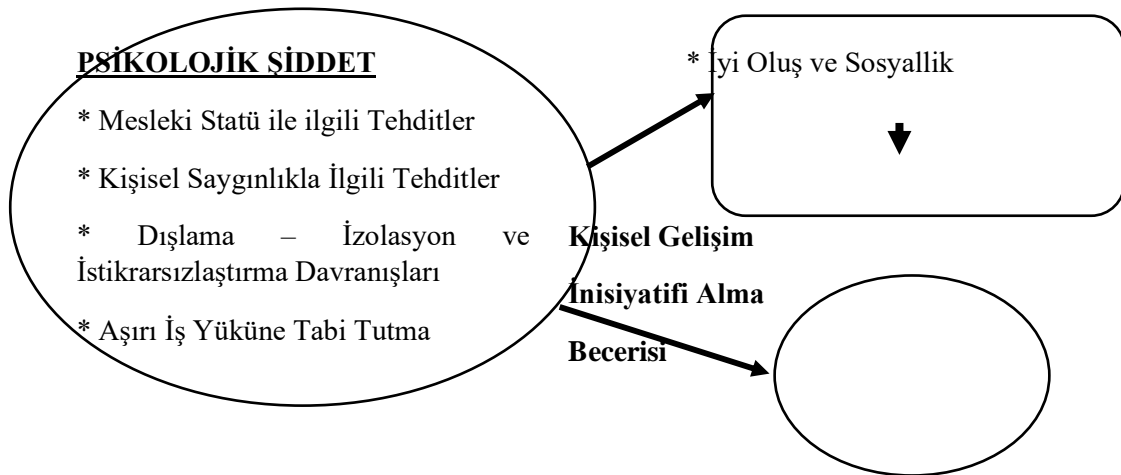 PSİKOLOJİK ŞİDDET
* Mesleki Statü ile ilgili Tehditler
* Kişisel Saygınlıkla İlgili Tehditler
* Dışlama – İzolasyon ve
İstikrarsızlaştırma Davranışları
* Aşırı İş Yüküne Tabi Tutma
* İyi Oluş ve Sosyallik
Kişisel Gelişim
İnisiyatifi Alma
Becerisi